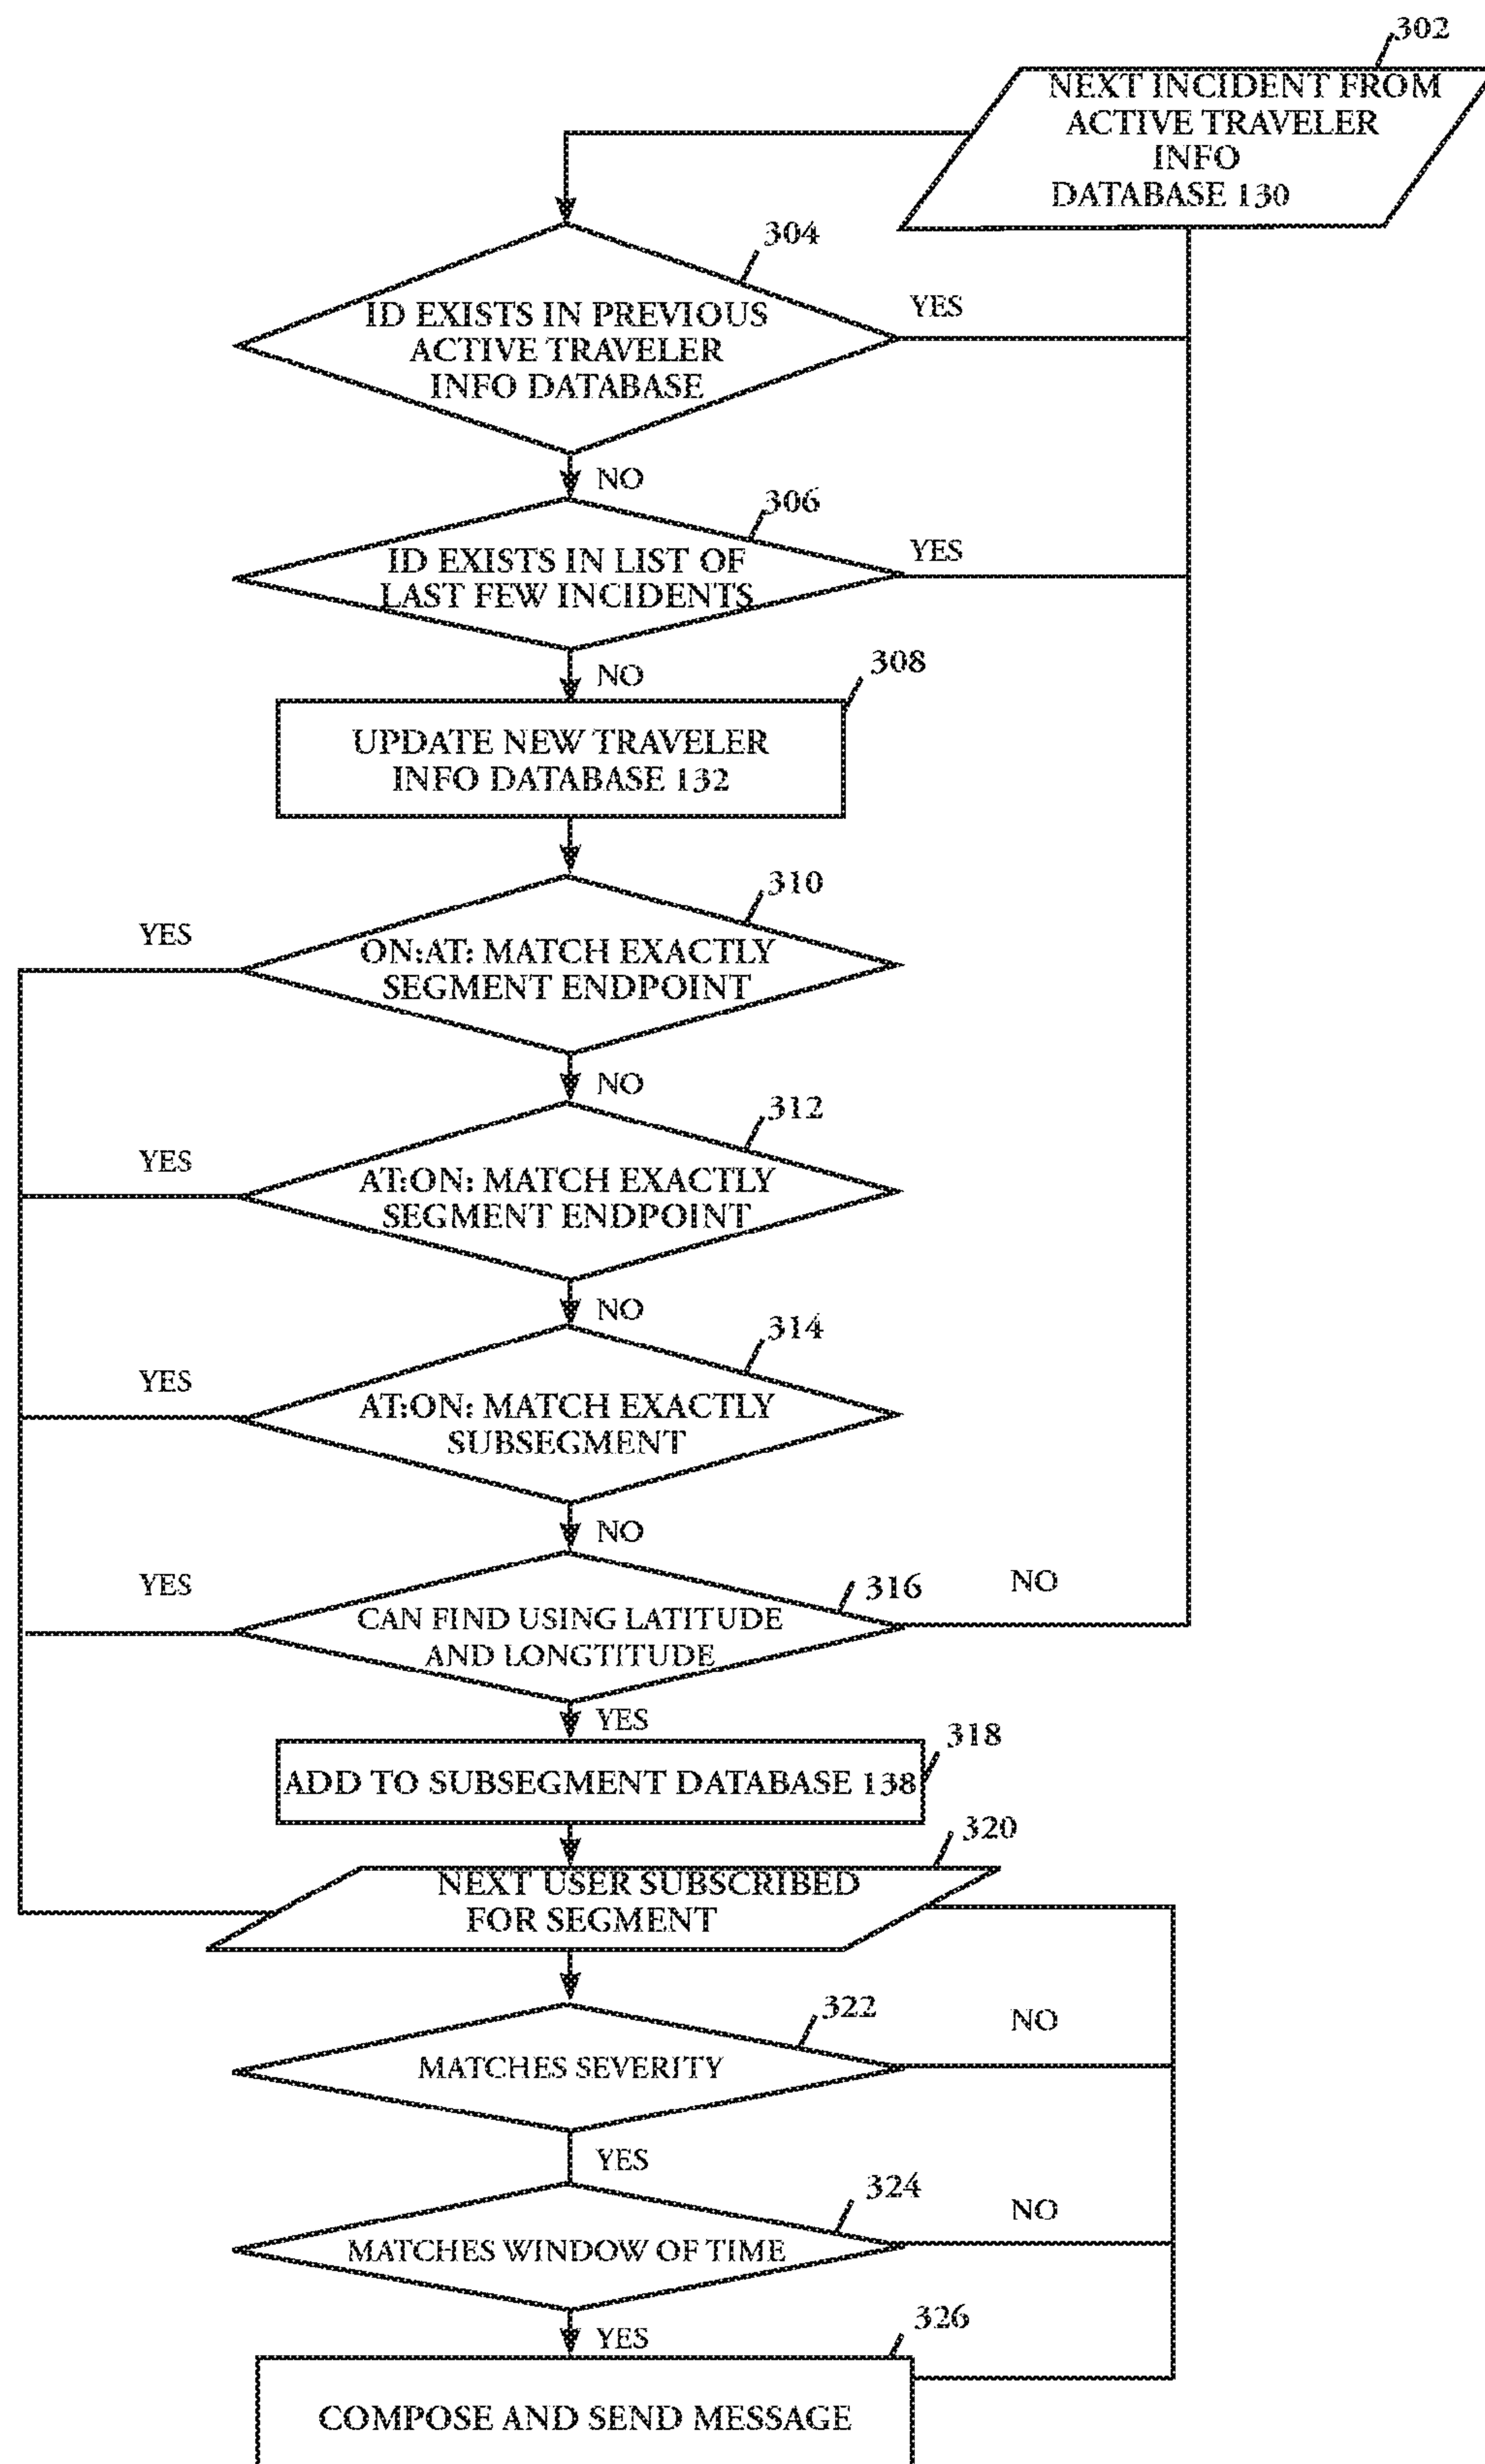 302
NEXT INCIDENT FROM
ACTIVE TRAVELER
INFO
DATABASE 130
304
ID EXISTS IN PREVIOUS
ACTIVE TRAVELER
INFO DATABASE
YES
NO
306
ID EXISTS IN LIST OF
LAST FEW INCIDENTS
YES
NO
308
UPDATE NEW TRAVELER
INFO DATABASE 132
310
YES
ON:AT: MATCH EXACTLY
SEGMENT ENDPOINT
NO
312
YES
AT:ON: MATCH EXACTLY
SEGMENT ENDPOINT
NO
314
YES
AT:ON: MATCH EXACTLY
SUBSEGMENT
NO
YES
316
NO
CAN FIND USING LATITUDE
AND LONGTITUDE
YES
318
ADD TO SUBSEGMENT DATABASE 138
320
NEXT USER SUBSCRIBED
FOR SEGMENT
322
NO
MATCHES SEVERITY
YES
324
NO
MATCHES WINDOW OF TIME
326
YES
COMPOSE AND SEND MESSAGE